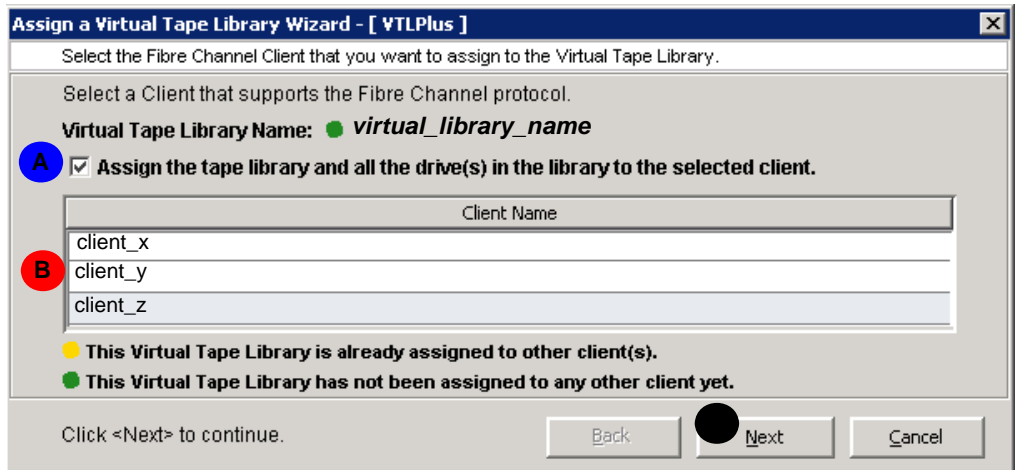 Assign a Virtual Tape Library Wizard - [ VTLPlus ]
Select the Fibre Channel Client that you want to assign to the Virtual Tape Library.
Select a Client that supports the Fibre Channel protocol.
Virtual Tape Library Name: virtual_library_name
A
Assign the tape library and all the drive(s) in the library to the selected client.
Client Name
client_x
B
client_y
client_z
This Virtual Tape Library is already assigned to other client(s).
This Virtual Tape Library has not been assigned to any other client yet.
Click <Next> to continue.
Back
Next
Cancel